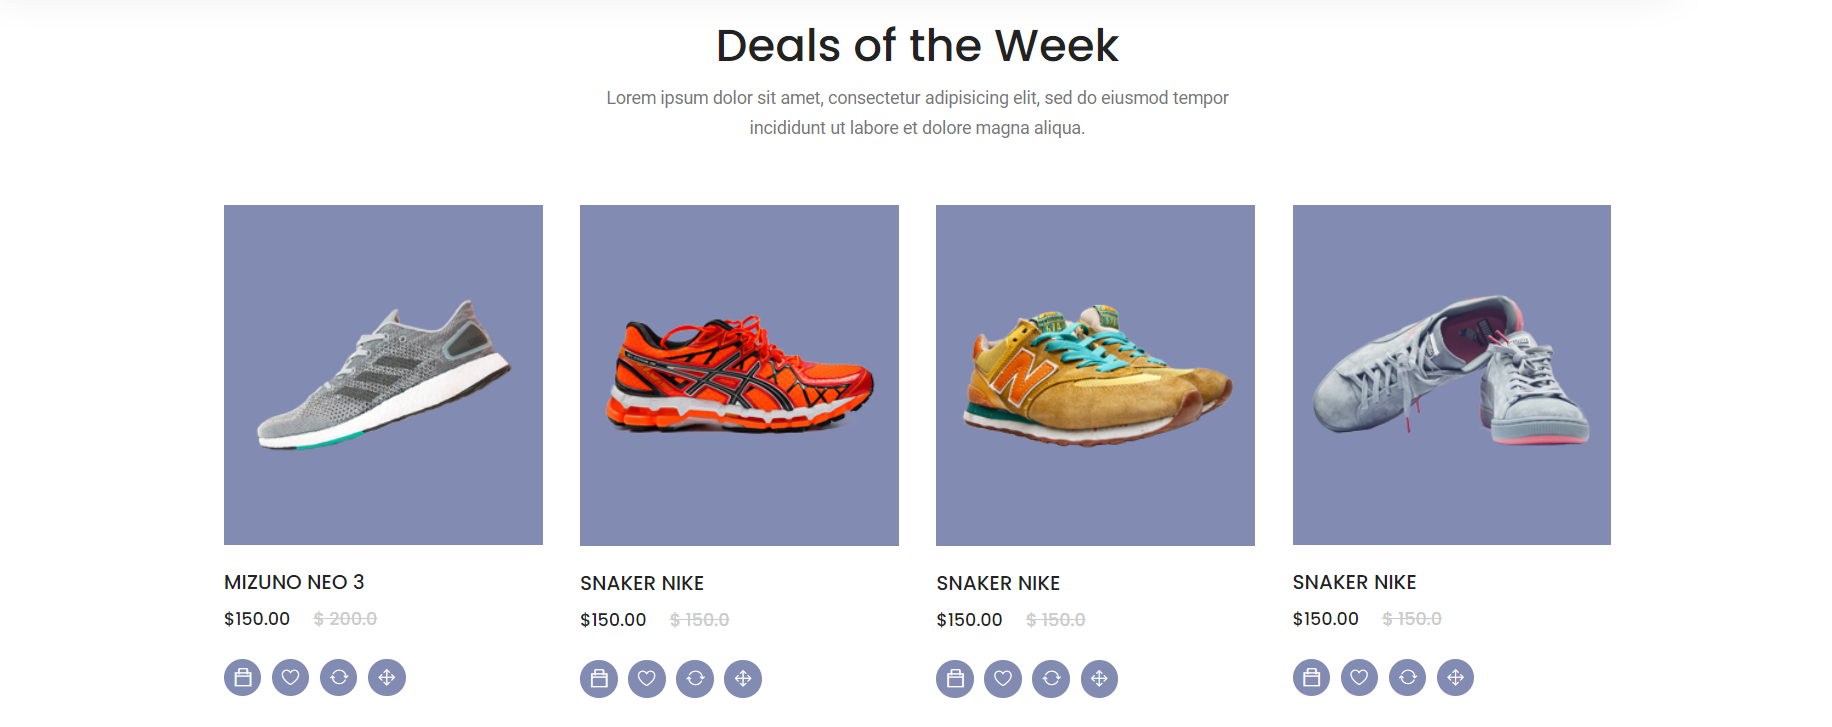 Deals of the Week
Lorem ipsum dolor sit amet, consectetur adipisicing elit, sed do eiusmod tempor
incididunt ut labore et dolore magna aliqua.
MIZUNO NEO 3
$150.00 $ 200.0
SNAKER NIKE
$150.00 $ 150.0
SNAKER NIKE
$150.00 $ 150.0
SNAKER NIKE
$150.00 $ 150.0